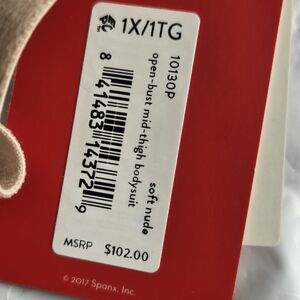 1X/1TG
10130P
open-bust mid-thigh bodysuit
soft nude
8 41483 14372 9
MSRP $102.00
© 2017 Spanx, Inc.